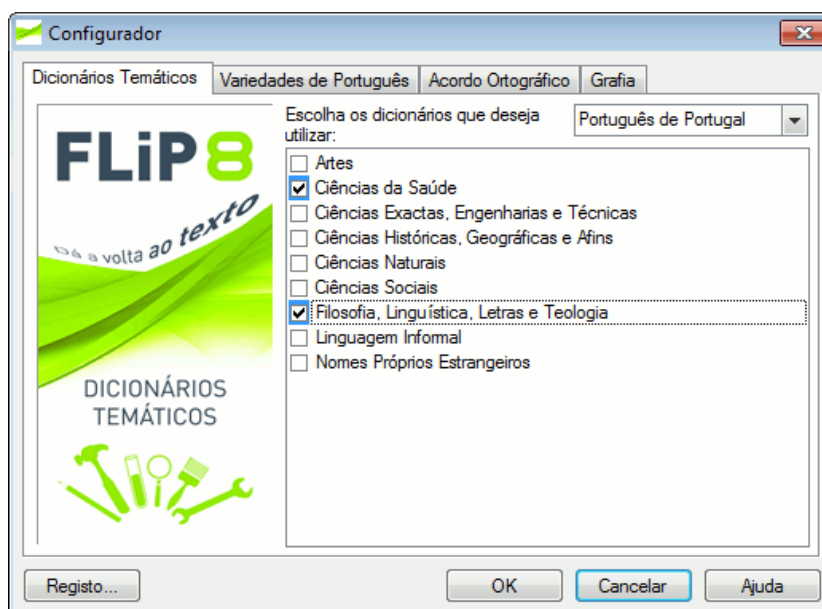 Configurador
Dicionários Temáticos
Variedades de Português
Acordo Ortográfico
Grafia
FLiP8
Dá a volta ao texto
DICIONÁRIOS
TEMÁTICOS
Escolha os dicionários que deseja
utilizar:
Português de Portugal
Artes
Ciências da Saúde
Ciências Exactas, Engenharias e Técnicas
Ciências Históricas, Geográficas e Afins
Ciências Naturais
Ciências Sociais
Filosofia, Linguística, Letras e Teologia
Linguagem Informal
Nomes Próprios Estrangeiros
Registo...
OK
Cancelar
Ajuda